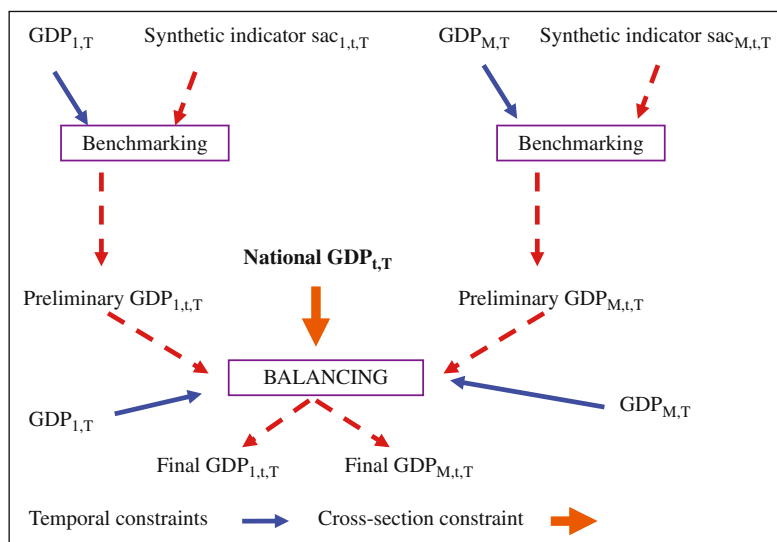 GDP1,T Synthetic indicator sac1,t,T GDPM,T Synthetic indicator sacM,t,T
Benchmarking Benchmarking
National GDPt,T
Preliminary GDP1,t,T Preliminary GDPM,t,T
BALANCING
GDP1,T GDPM,T
Final GDP1,t,T Final GDPM,t,T
Temporal constraints Cross-section constraint